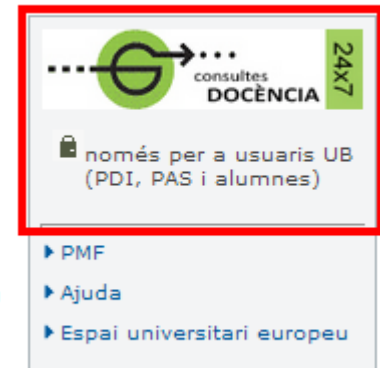 consultes
DOCÈNCIA
24x7
només per a usuaris UB
(PDI, PAS i alumnes)
PMF
Ajuda
Espai universitari europeu